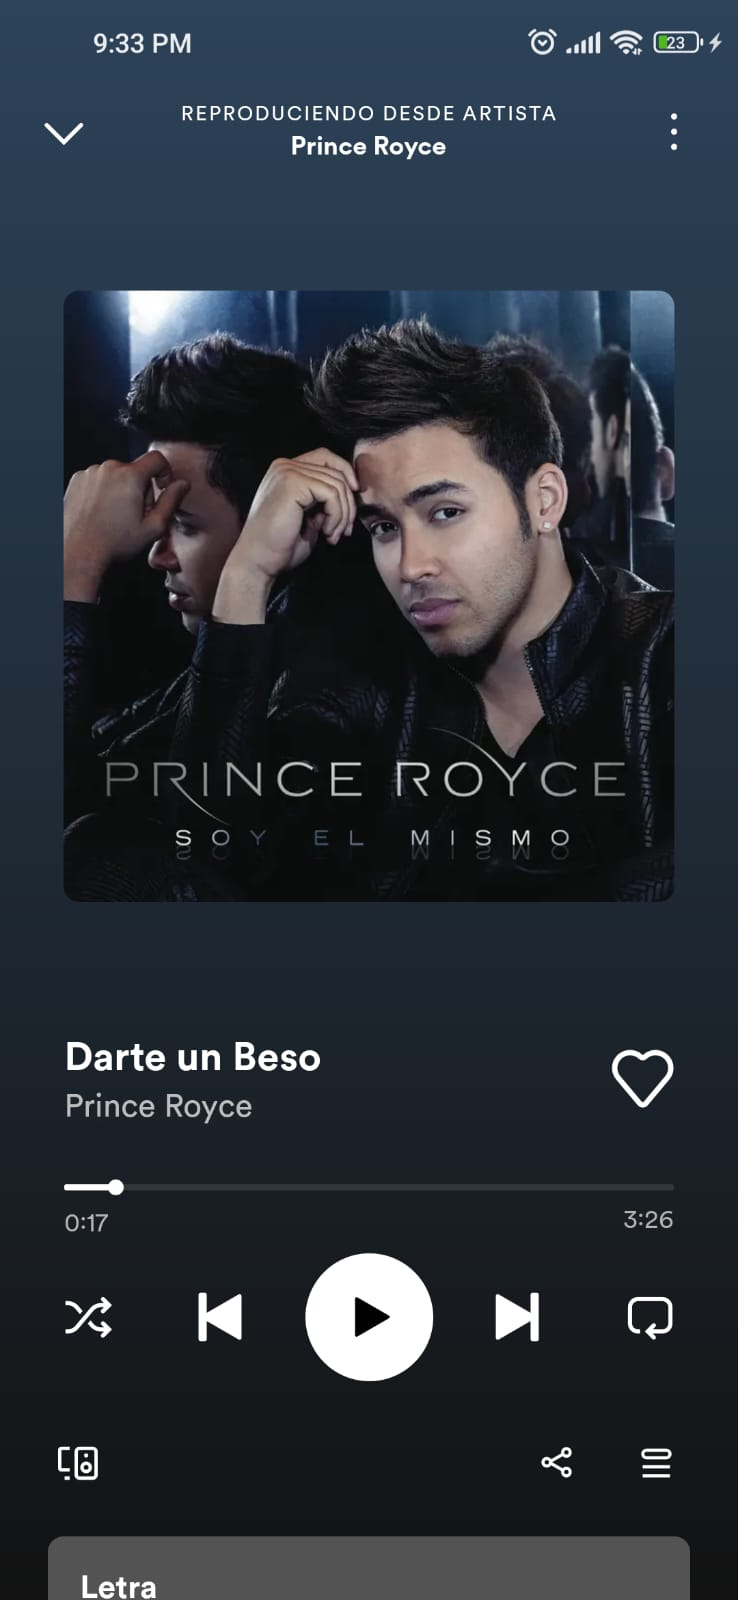 9:33 PM
23
REPRODUCIENDO DESDE ARTISTA
Prince Royce
PRINCE ROYCE
SOY EL MISMO
Darte un Beso
Prince Royce
0:17
3:26
Letra